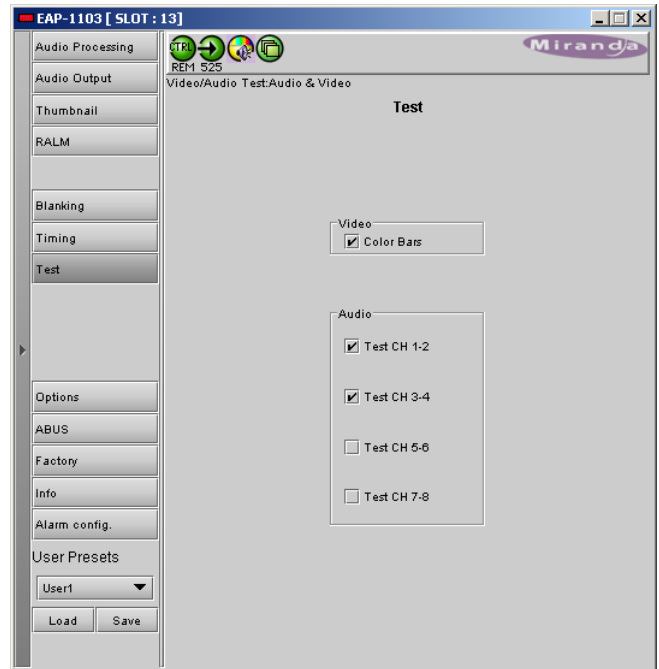 EAP-1103 [ SLOT : 13]
Audio Processing
Audio Output
Thumbnail
RALM
Blanking
Timing
Test
Options
ABUS
Factory
Info
Alarm config.
User Presets
User1
Load Save
CTRL
REM 525
Miranda
Video/Audio Test:Audio & Video
Test
Video
Color Bars
Audio
Test CH 1-2
Test CH 3-4
Test CH 5-6
Test CH 7-8